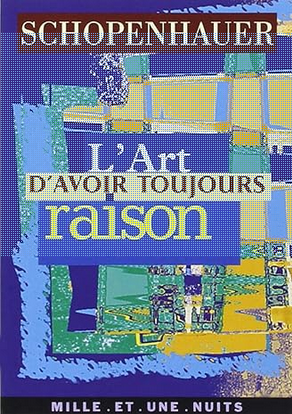 SCHOPENHAUER
L'Art
D'AVOIR TOUJOURS
raison
MILLE.ET.UNE.NUITS